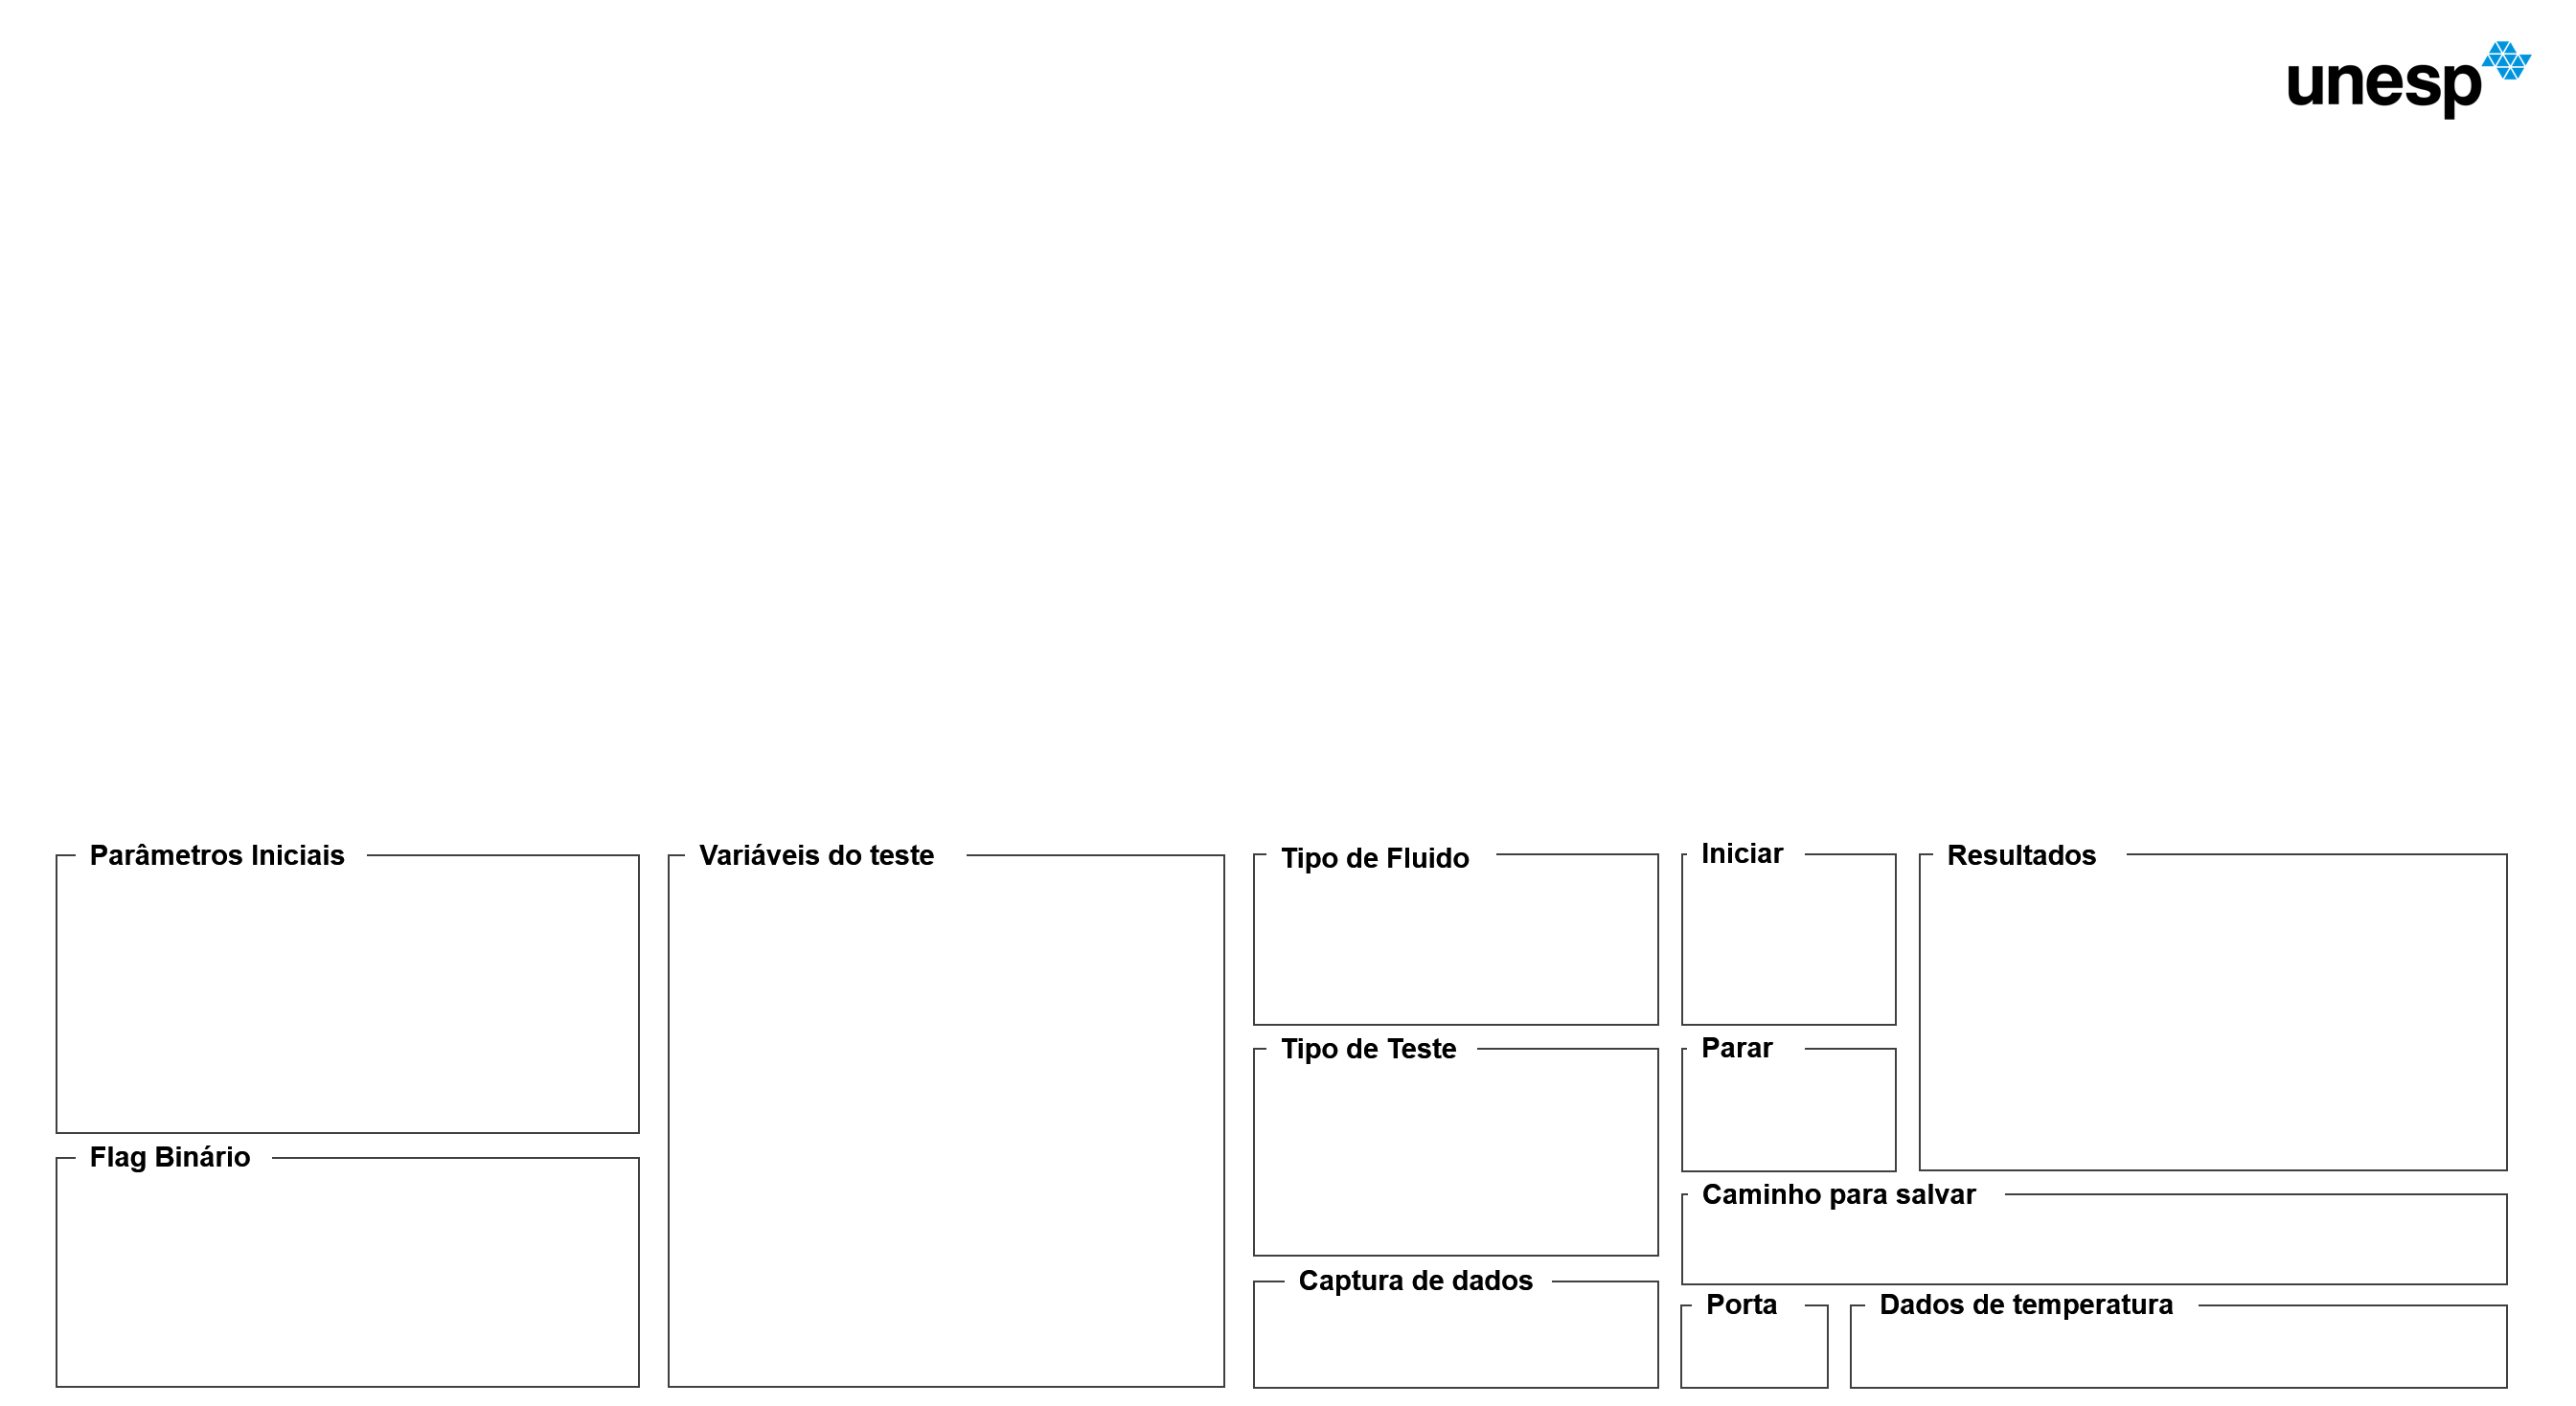 unesp
Parâmetros Iniciais
Variáveis do teste
Tipo de Fluido
Iniciar
Resultados
Tipo de Teste
Parar
Flag Binário
Caminho para salvar
Captura de dados
Porta
Dados de temperatura